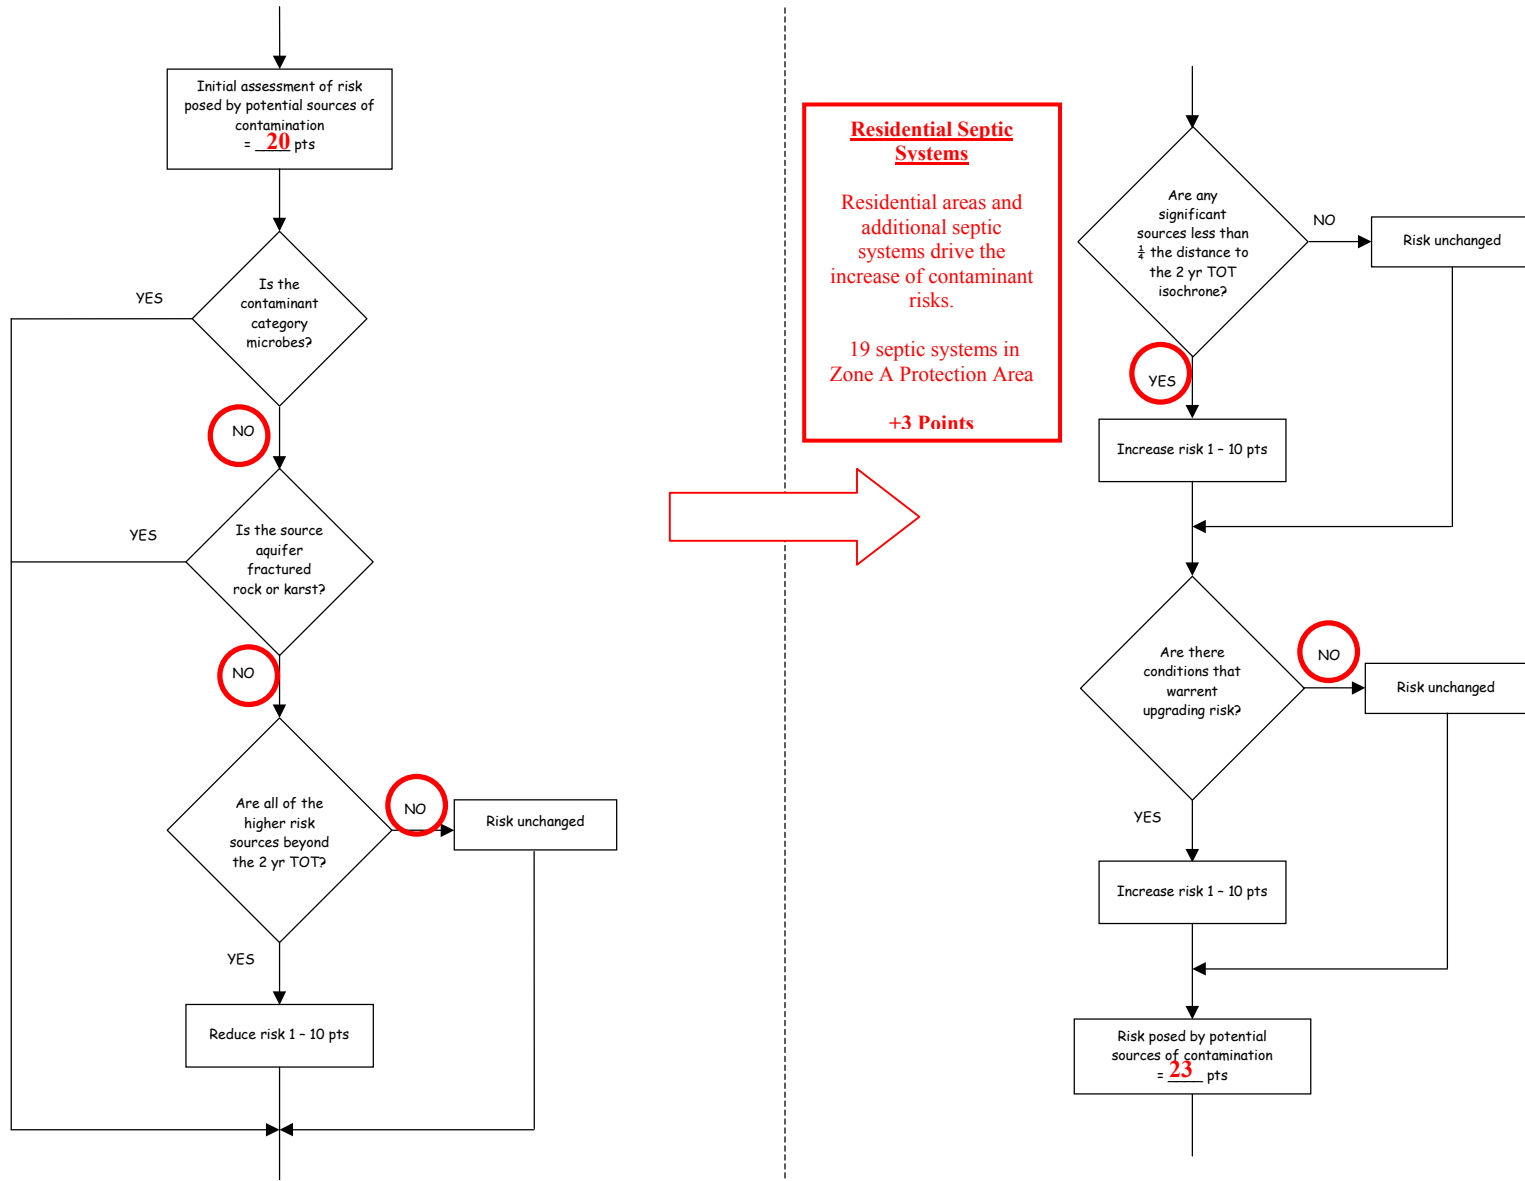 Initial assessment of risk
posed by potential sources of
contamination
= 20 pts
Is the
contaminant
category
microbes?
YES
NO
Is the source
aquifer
fractured
rock or karst?
YES
NO
Are all of the
higher risk
sources beyond
the 2 yr TOT?
NO
Risk unchanged
YES
Reduce risk 1 – 10 pts
Residential Septic
Systems
Residential areas and
additional septic
systems drive the
increase of contaminant
risks.
19 septic systems in
Zone A Protection Area
+3 Points
Are any
significant
sources less than
¼ the distance to
the 2 yr TOT
isochrone?
NO
Risk unchanged
YES
Increase risk 1 – 10 pts
Are there
conditions that
warrent
upgrading risk?
NO
Risk unchanged
YES
Increase risk 1 – 10 pts
Risk posed by potential
sources of contamination
= 23 pts